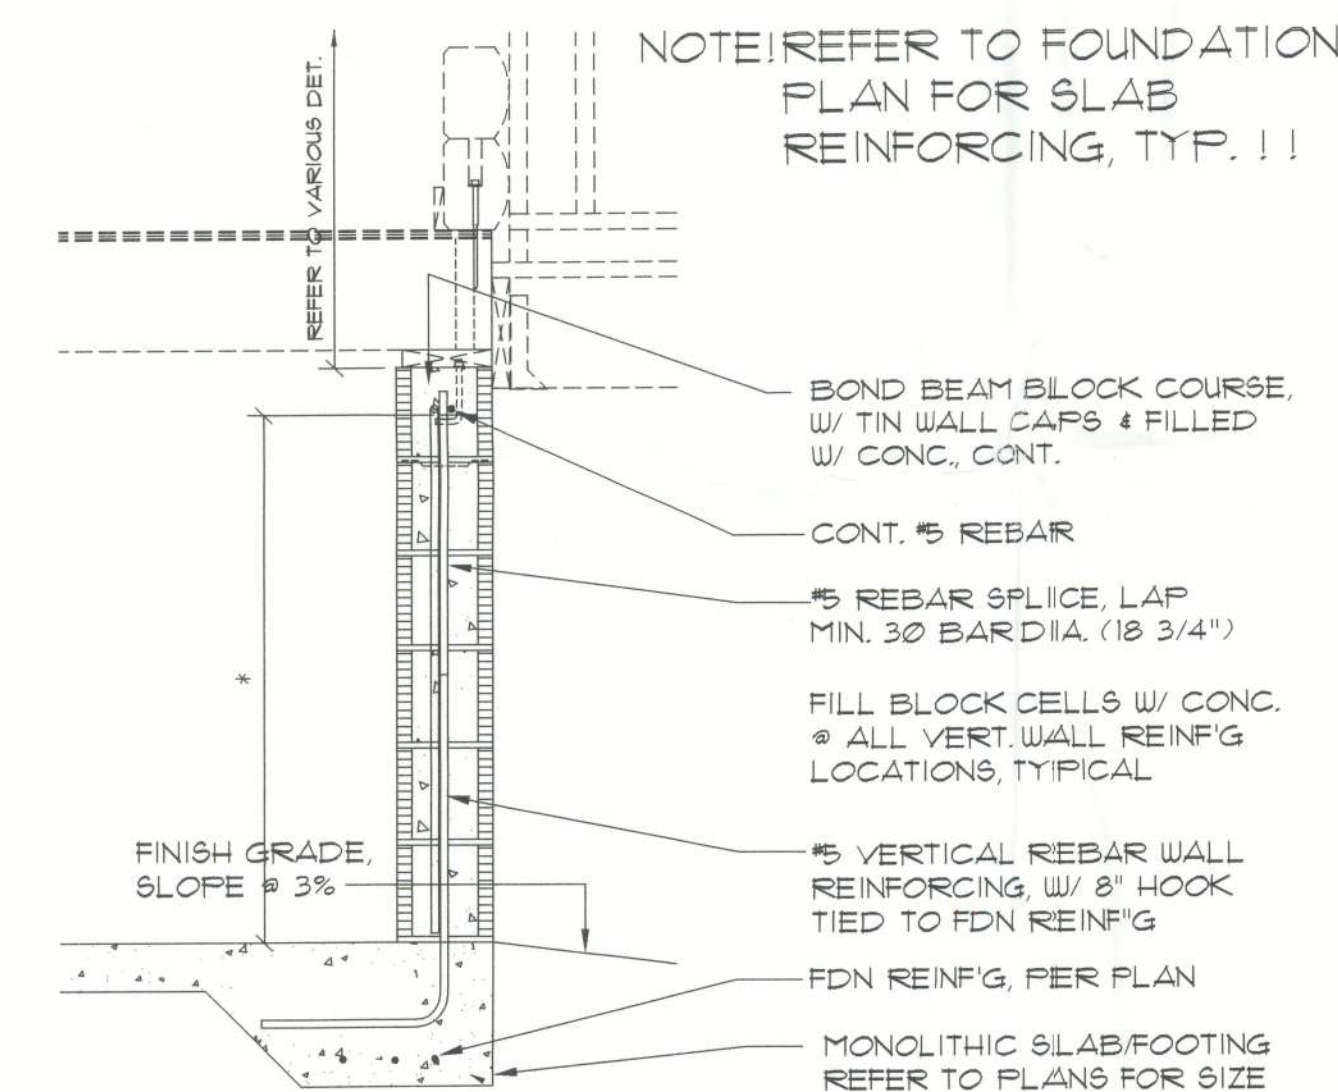 NOTE! REFER TO FOUNDATION
PLAN FOR SLAB
REINFORCING, TYP. ! !
REFER TO VARIOUS DET.
BOND BEAM BLOCK COURSE,
W/ TIN WALL CAPS & FILLED
W/ CONC., CONT.
CONT. #5 REBAR
#5 REBAR SPLICE, LAP
MIN. 30 BAR DIA. (18 3/4")
FILL BLOCK CELLS W/ CONC.
@ ALL VERT. WALL REINF'G
LOCATIONS, TYPICAL
*
FINISH GRADE,
SLOPE @ 3%
#5 VERTICAL REBAR WALL
REINFORCING, W/ 8" HOOK
TIED TO FDN REINF"G
FDN REINF'G, PER PLAN
MONOLITHIC SLAB/FOOTING
REFER TO PLANS FOR SIZE